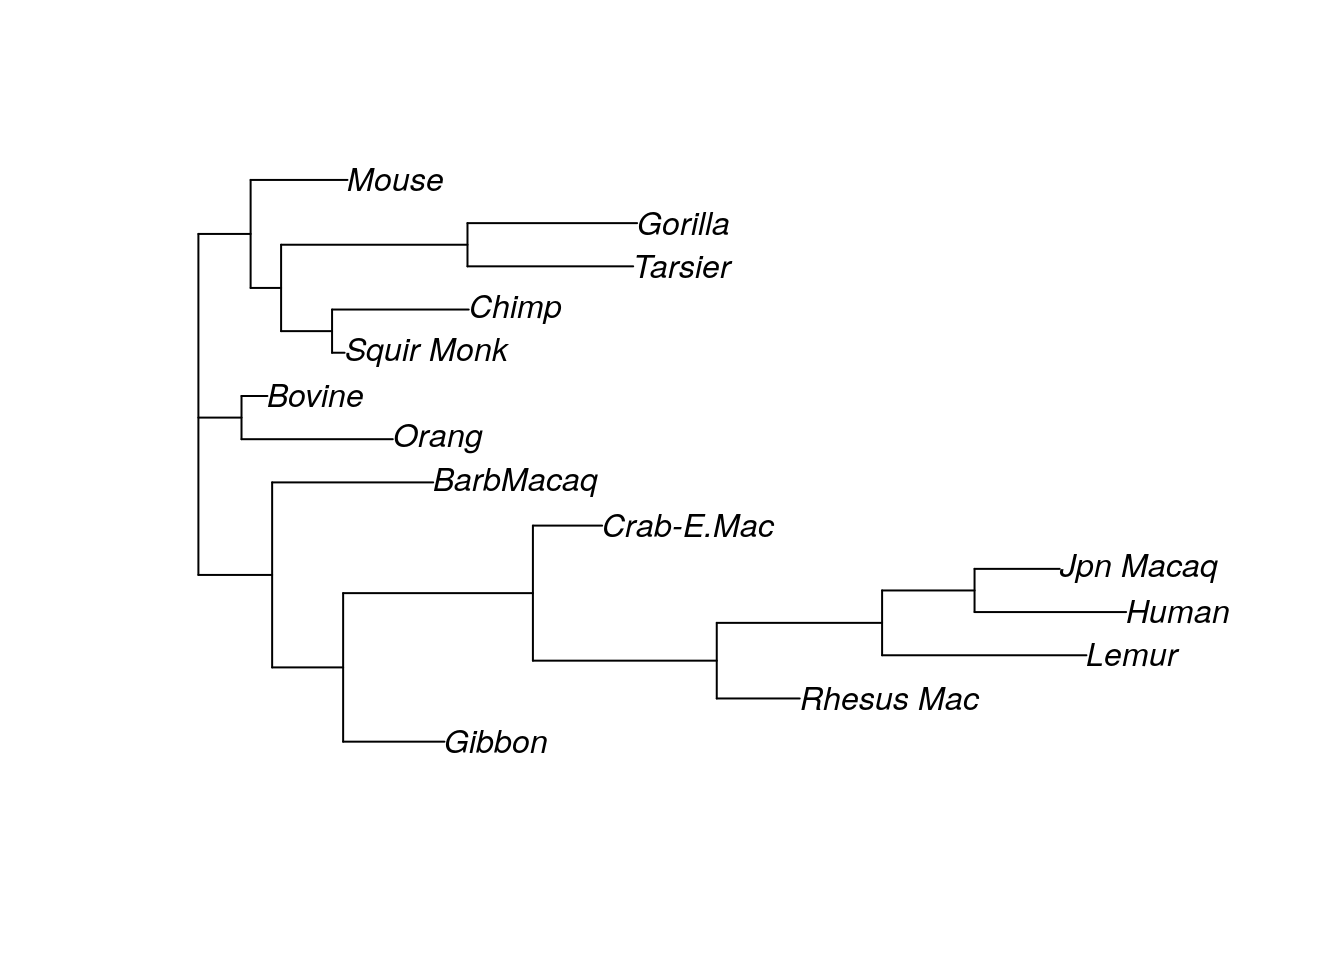 Mouse
Gorilla
Tarsier
Chimp
Squir Monk
Bovine
Orang
BarbMacaq
Crab-E.Mac
Jpn Macaq
Human
Lemur
Rhesus Mac
Gibbon